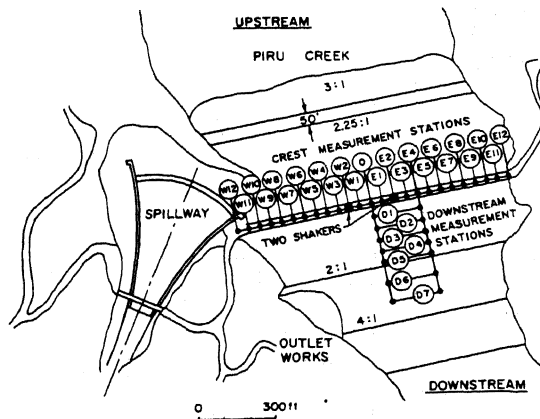 UPSTREAM
PIRU CREEK
3:1
50'
2.25:1
CREST MEASUREMENT STATIONS
W12 W10 W8 W6 W4 W2 O E2 E4 E6 E8 E10 E12
W11 W9 W7 W5 W3 W1 E1 E3 E5 E7 E9 E11
SPILLWAY
TWO SHAKERS
D1
D2
D3
D4
D5
D6
D7
DOWNSTREAM
MEASUREMENT
STATIONS
2:1
4:1
OUTLET
WORKS
DOWNSTREAM
0 300 ft